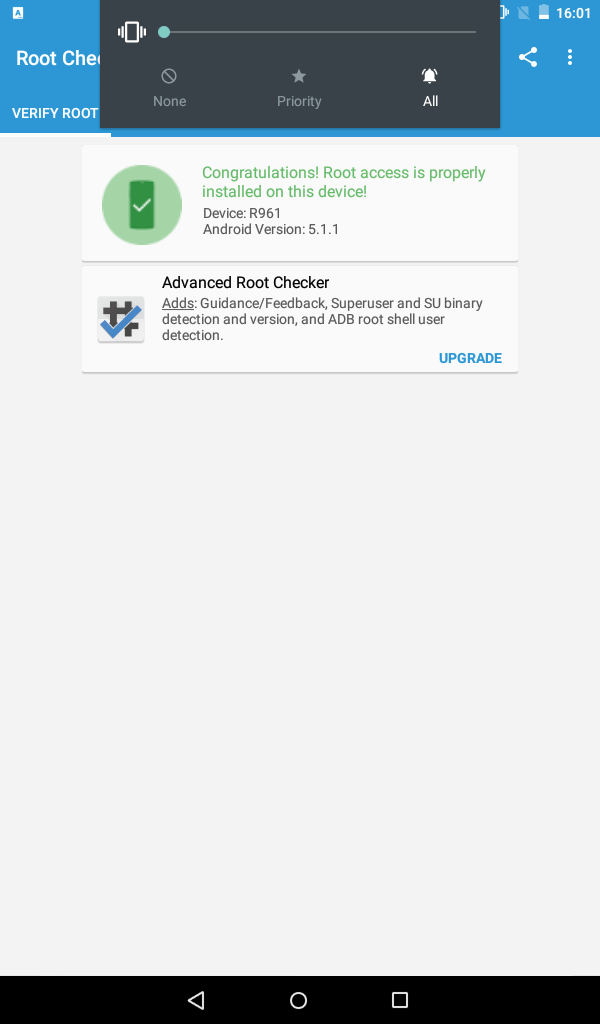 16:01
Root Chec
None
Priority
All
VERIFY ROOT
Congratulations! Root access is properly
installed on this device!
Device: R961
Android Version: 5.1.1
Advanced Root Checker
Adds: Guidance/Feedback, Superuser and SU binary
detection and version, and ADB root shell user
detection.
UPGRADE